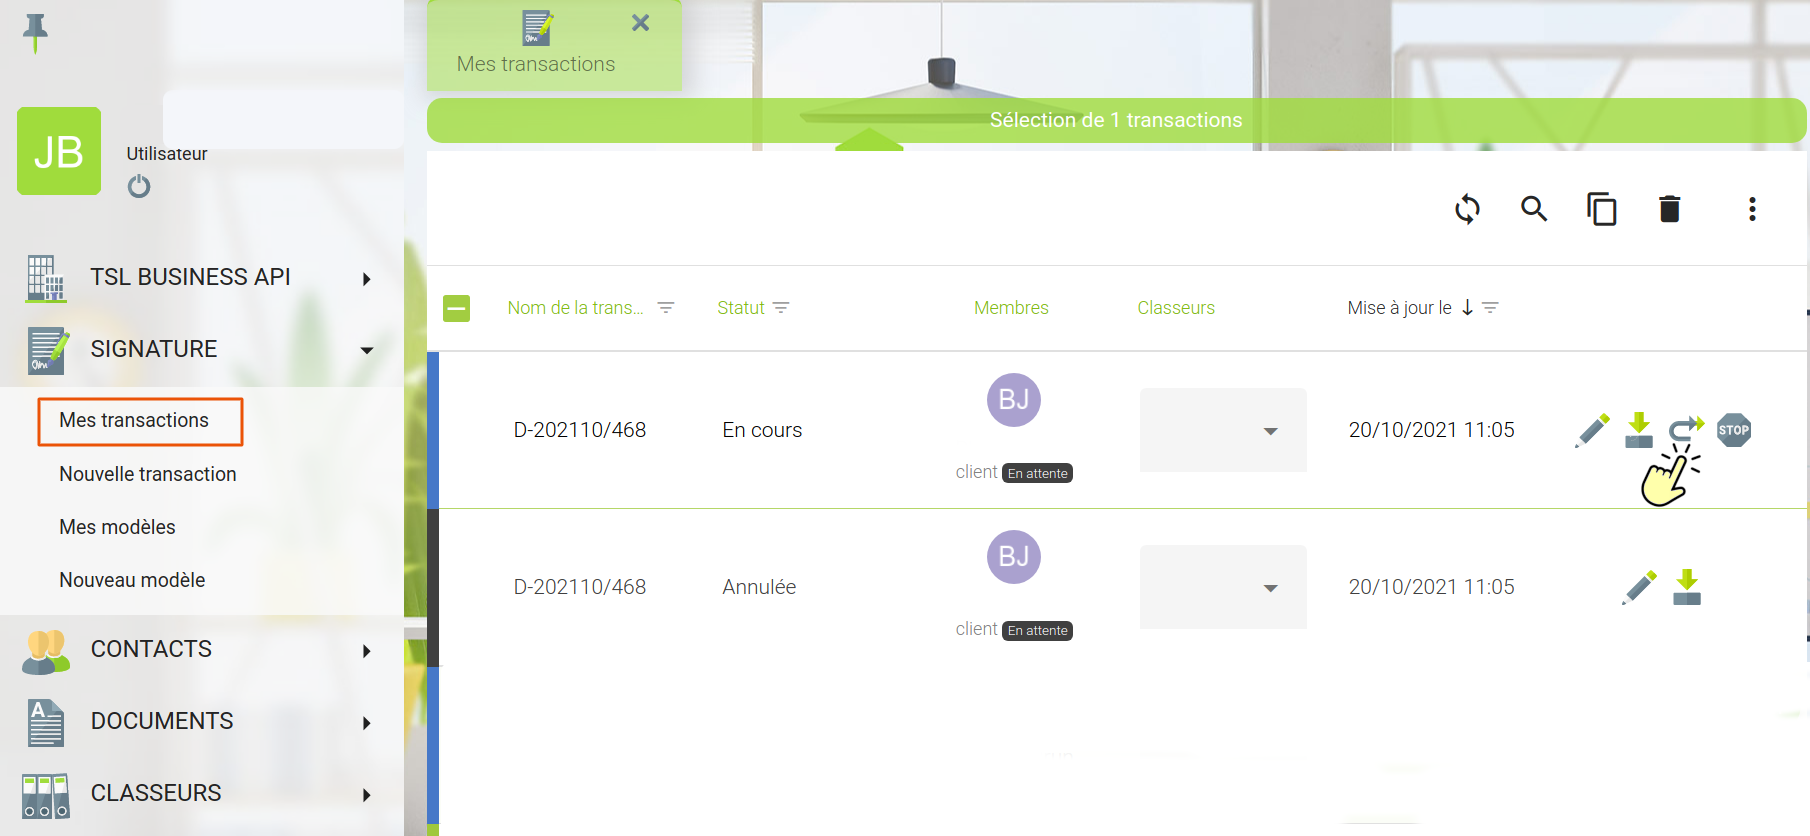 Mes transactions
Sélection de 1 transactions
JB
Utilisateur
TSL BUSINESS API
SIGNATURE
Mes transactions
Nouvelle transaction
Mes modèles
Nouveau modèle
CONTACTS
DOCUMENTS
CLASSEURS
Nom de la trans... Statut Membres Classeurs Mise à jour le
BJ
D-202110/468 En cours 20/10/2021 11:05 STOP
client En attente
BJ
D-202110/468 Annulée 20/10/2021 11:05
client En attente